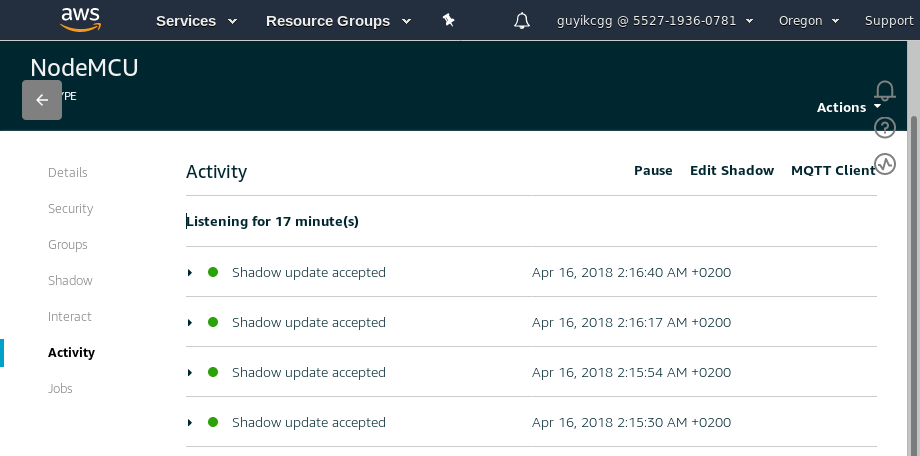 aws Services Resource Groups guyikcgg @ 5527-1936-0781 Oregon Support
NodeMCU
YPE
Actions
Details
Security
Groups
Shadow
Interact
Activity
Jobs
Activity Pause Edit Shadow MQTT Client
Listening for 17 minute(s)
Shadow update accepted Apr 16, 2018 2:16:40 AM +0200
Shadow update accepted Apr 16, 2018 2:16:17 AM +0200
Shadow update accepted Apr 16, 2018 2:15:54 AM +0200
Shadow update accepted Apr 16, 2018 2:15:30 AM +0200